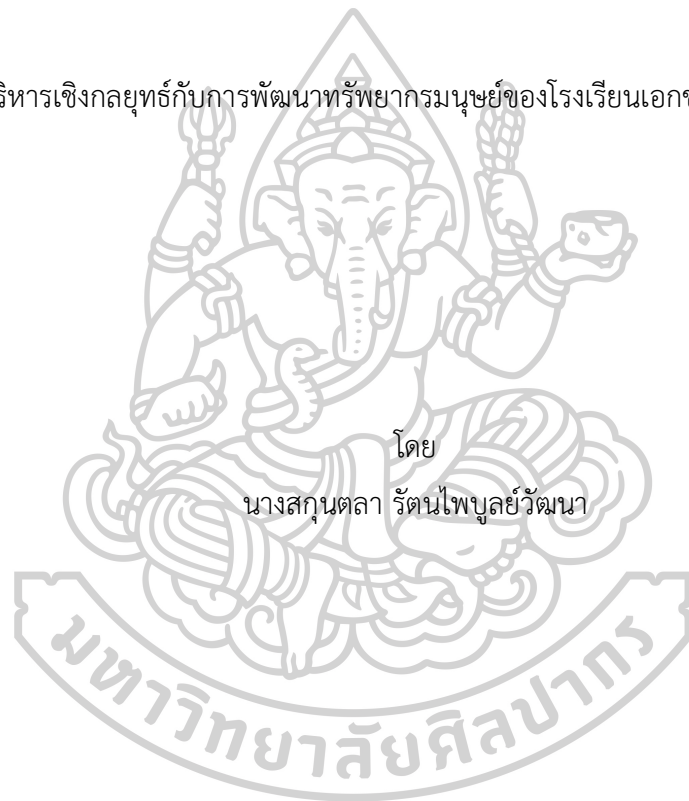 ริหารเชิงกลยุทธ์กับการพัฒนาทรัพยากรมนุษย์ของโรงเรียนเอก
โดย
นางสกุนตลา รัตนไพบูลย์วัฒนา
มหาวิทยาลัยศิลปากร